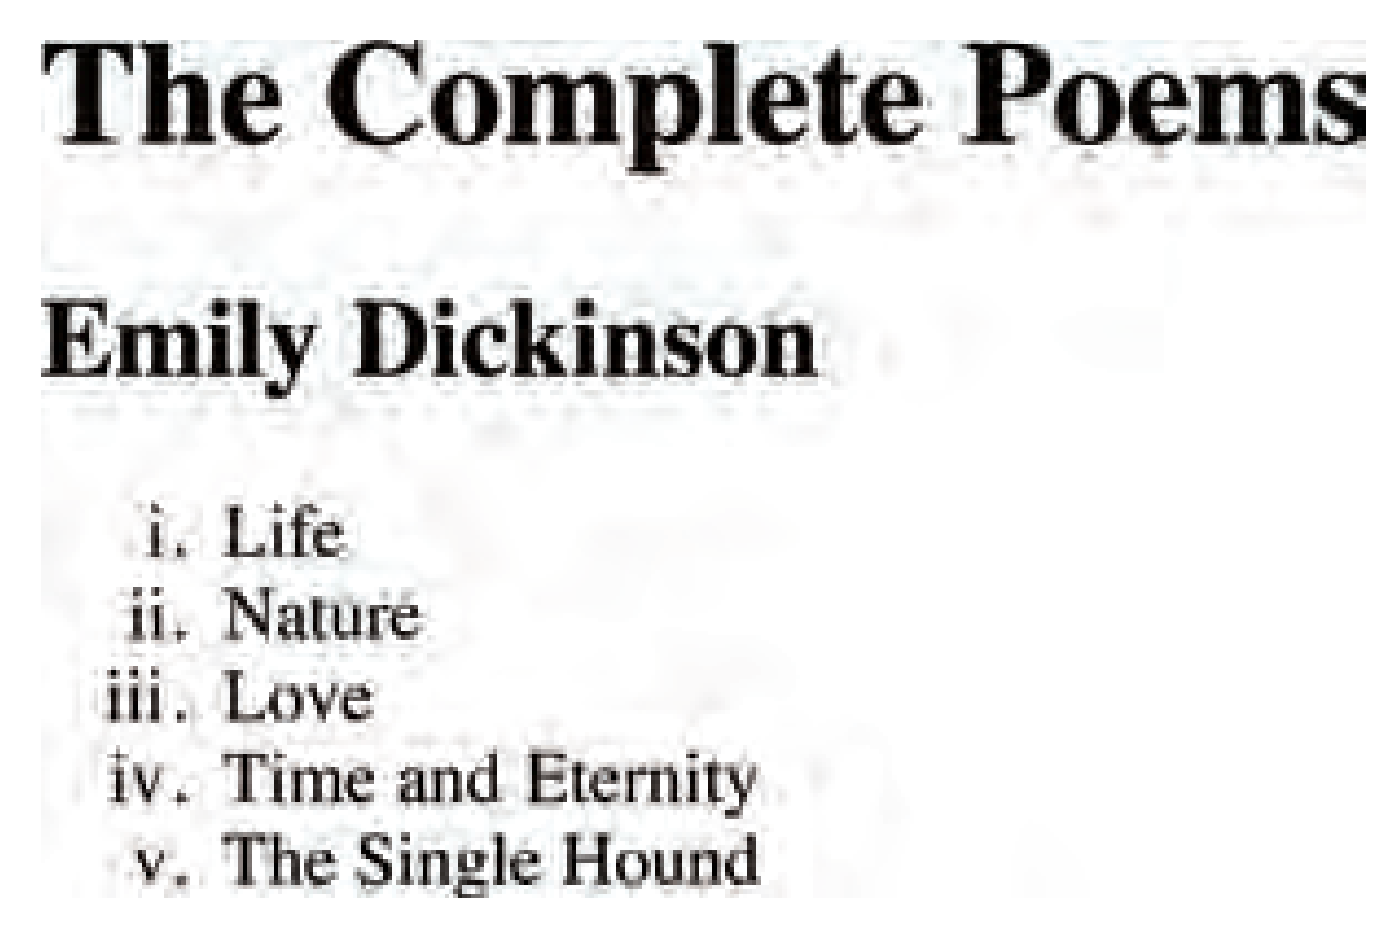 The Complete Poems
Emily Dickinson
i. Life
ii. Nature
iii. Love
iv. Time and Eternity
v. The Single Hound